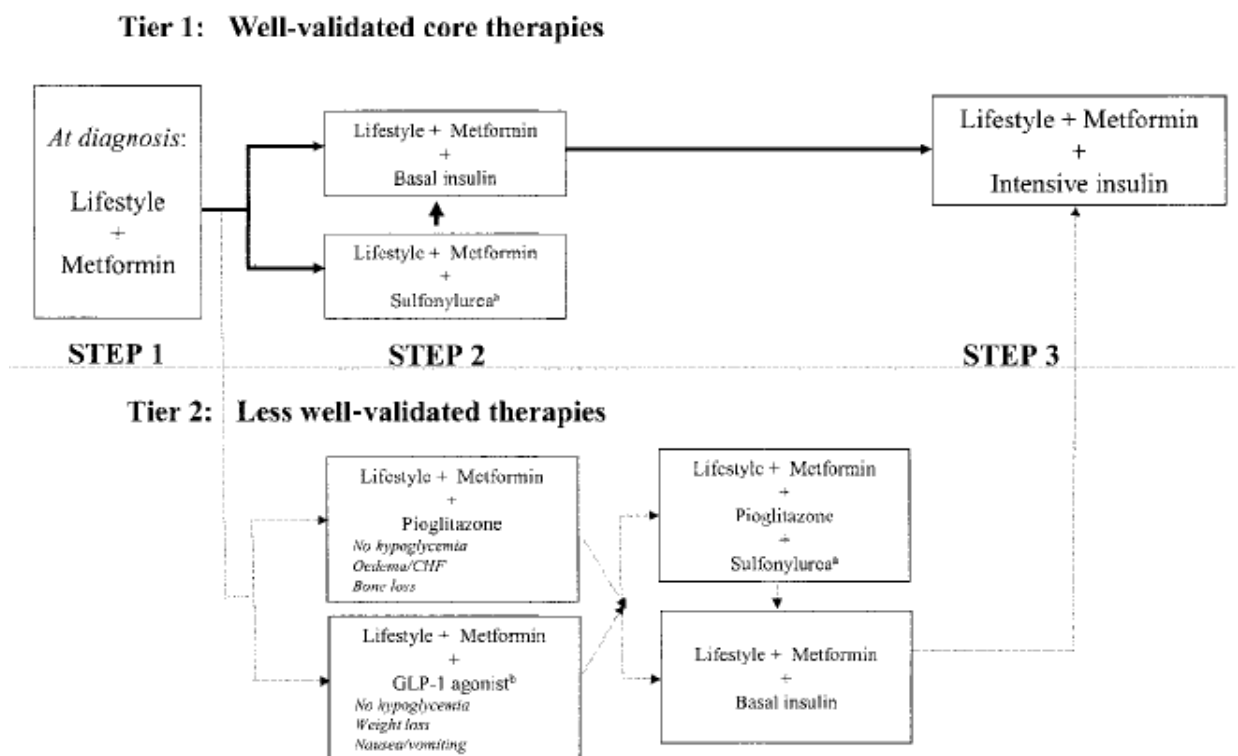 Tier 1: Well-validated core therapies
At diagnosis:
Lifestyle
+
Metformin
Lifestyle + Metformin
+
Basal insulin
Lifestyle + Metformin
+
Sulfonylureaᵃ
Lifestyle + Metformin
+
Intensive insulin
STEP 1
STEP 2
STEP 3
Tier 2: Less well-validated therapies
Lifestyle + Metformin
+
Pioglitazone
No hypoglycemia
Oedema/CHF
Bone loss
Lifestyle + Metformin
+
GLP-1 agonistᵇ
No hypoglycemia
Weight loss
Nausea/vomiting
Lifestyle + Metformin
+
Pioglitazone
+
Sulfonylureaᵃ
Lifestyle + Metformin
+
Basal insulin